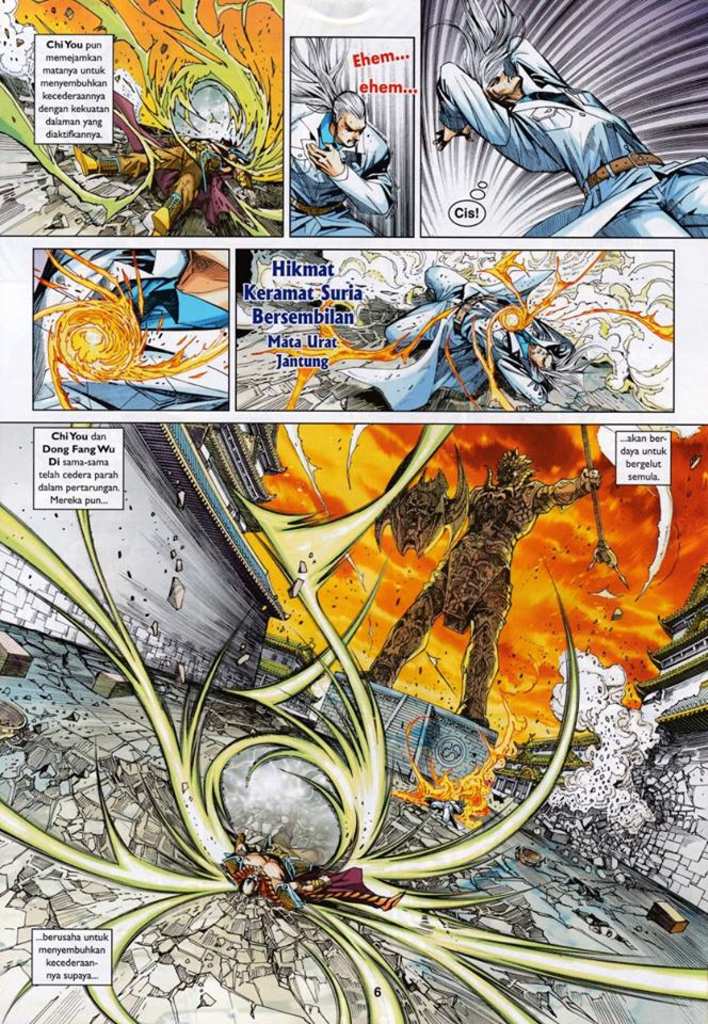 Chi You pun
memejamkan
matanya untuk
menyembuhkan
kecederaannya
dengan kekuatan
dalaman yang
diaktifkannya.
Ehem...
ehem...
Cis!
Hikmat
Keramat Suria
Bersembilan
Mata Urat
Jantung
Chi You dan
Dong Fang Wu
Di sama-sama
telah cedera parah
dalam pertarungan.
Mereka pun...
...berusaha untuk
menyembuhkan
kecederaan-
nya supaya...
...akan ber-
daya untuk
bergelut
semula.
6